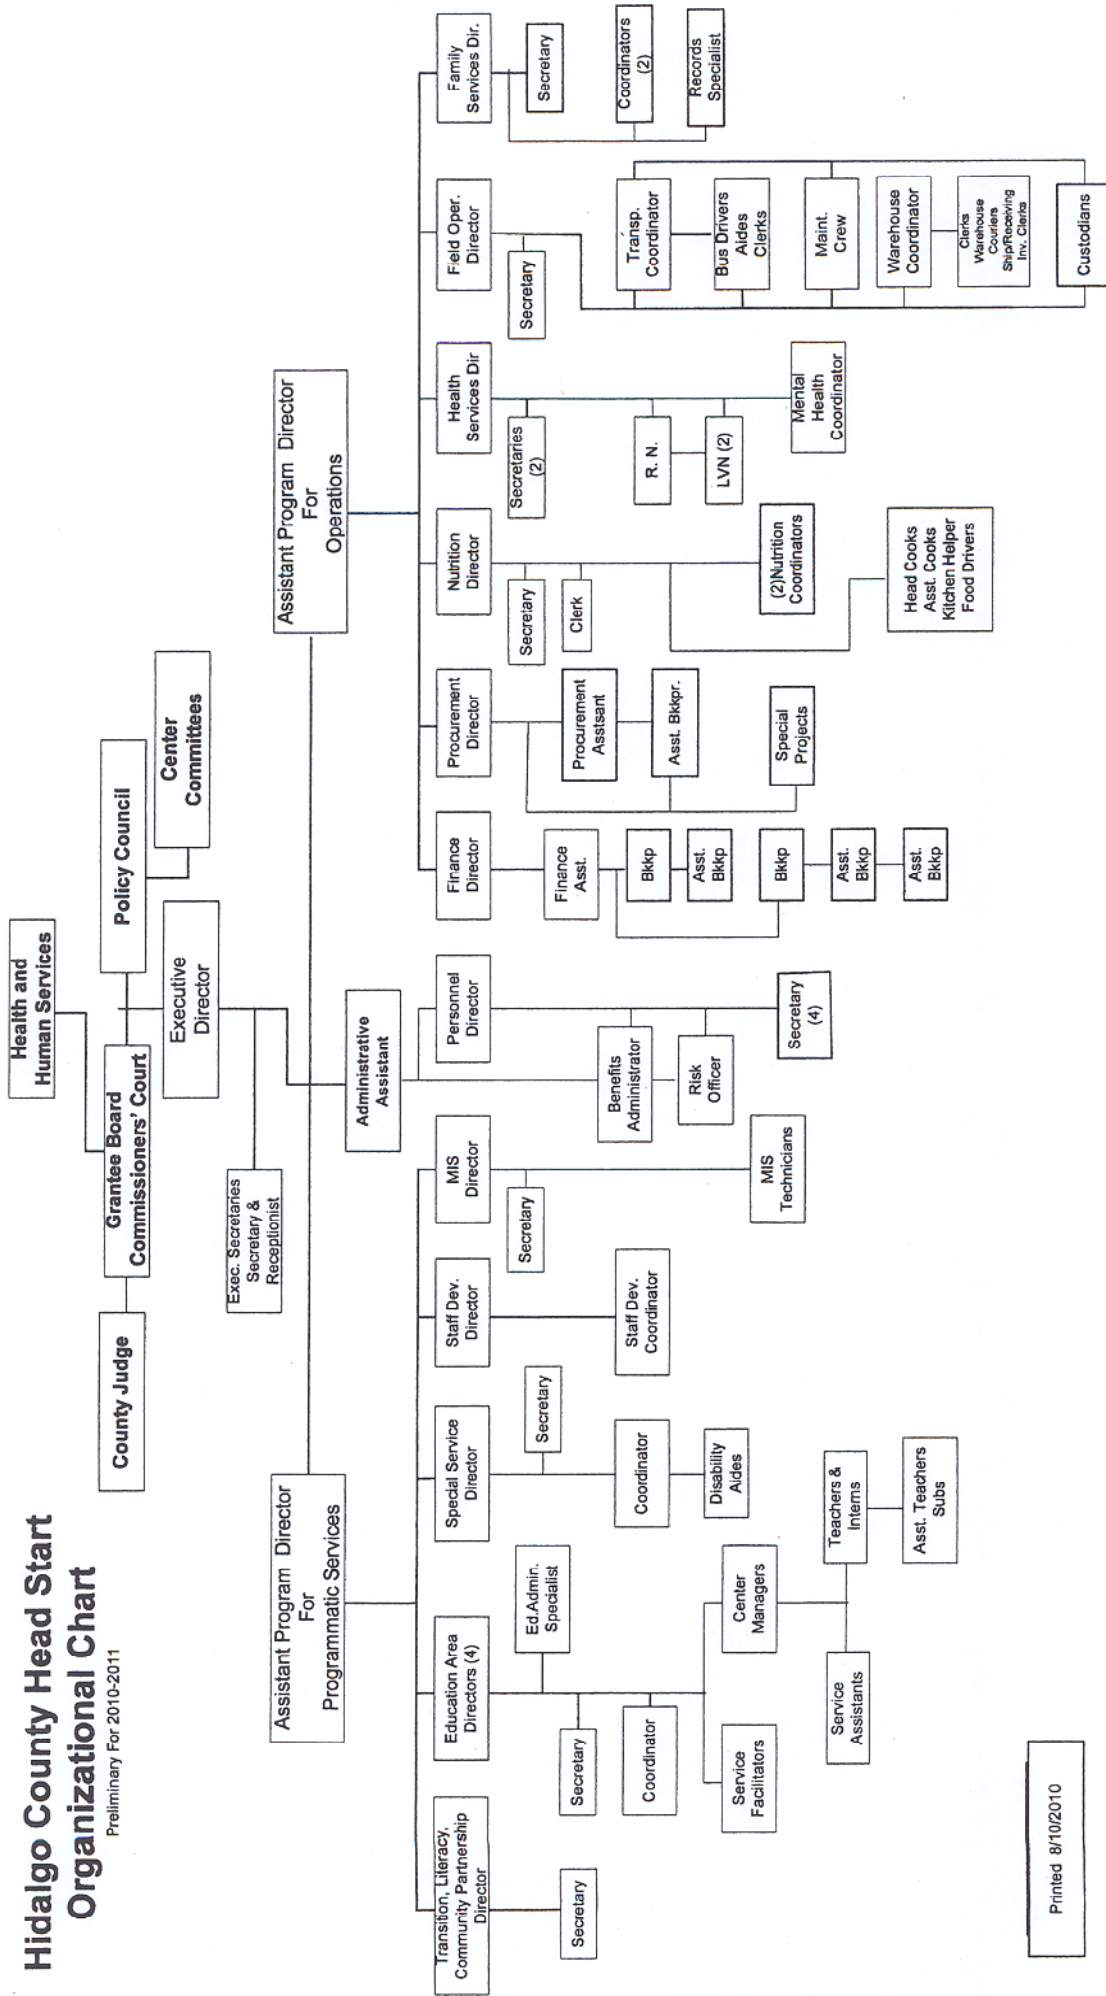 Hidalgo County Head Start
Organizational Chart
Preliminary For 2010-2011
Health and
Human Services
County Judge
Grantee Board
Commissioners' Court
Policy Council
Center
Committees
Executive
Director
Exec. Secretaries
Secretary &
Receptionist
Assistant Program Director
For
Programmatic Services
Administrative
Assistant
Assistant Program Director
For
Operations
Transition, Literacy,
Community Partnership
Director
Secretary
Education Area
Directors (4)
Ed.Admin.
Specialist
Secretary
Coordinator
Service
Facilitators
Center
Managers
Service
Assistants
Teachers &
Interns
Asst. Teachers
Subs
Special Service
Director
Secretary
Coordinator
Disability
Aides
Staff Dev.
Director
Staff Dev.
Coordinator
MIS
Director
Secretary
MIS
Technicians
Personnel
Director
Benefits
Administrator
Risk
Officer
Secretary
(4)
Finance
Director
Finance
Asst.
Bkkp
Asst.
Bkkp
Bkkp
Asst.
Bkkp
Asst.
Bkkp
Procurement
Director
Procurement
Asstsant
Asst. Bkkpr.
Special
Projects
Nutrition
Director
Secretary
Clerk
(2)Nutrition
Coordinators
Head Cooks
Asst. Cooks
Kitchen Helper
Food Drivers
Health
Services Dir
Secretaries
(2)
R. N.
LVN (2)
Mental
Health
Coordinator
Field Oper.
Director
Secretary
Transp.
Coordinator
Bus Drivers
Aides
Clerks
Maint.
Crew
Warehouse
Coordinator
Clerks
Warehouse
Couriers
Ship/Receiving
Inv. Clerks
Custodians
Family
Services Dir.
Secretary
Coordinators
(2)
Records
Specialist
Printed 8/10/2010